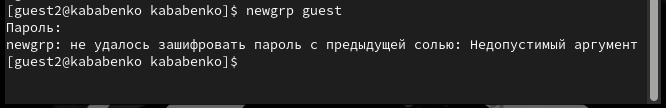 [guest2@kababenko kababenko]$ newgrp guest
Пароль:
newgrp: не удалось зашифровать пароль с предыдущей солью: Недопустимый аргумент
[guest2@kababenko kababenko]$